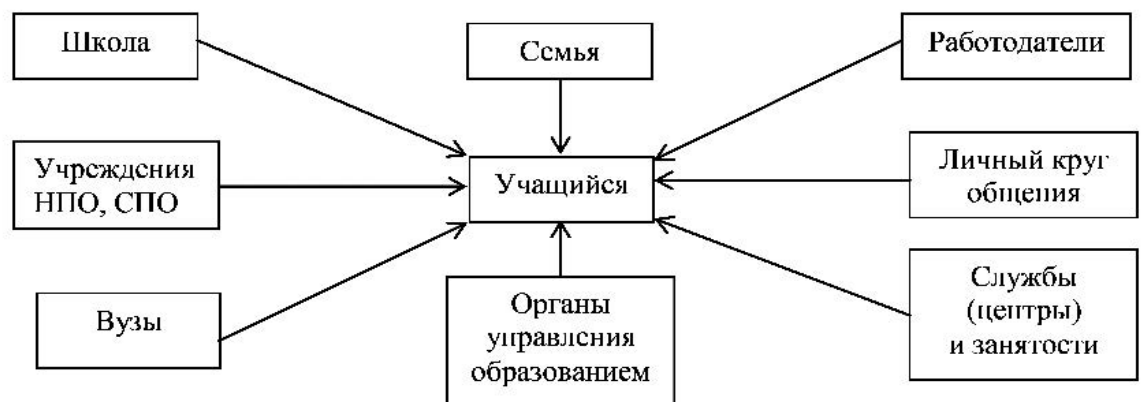 Школа
Семья
Работодатели
Учреждения
НПО, СПО
Учащийся
Личный круг
общения
Вузы
Органы
управления
образованием
Службы
(центры)
и занятости